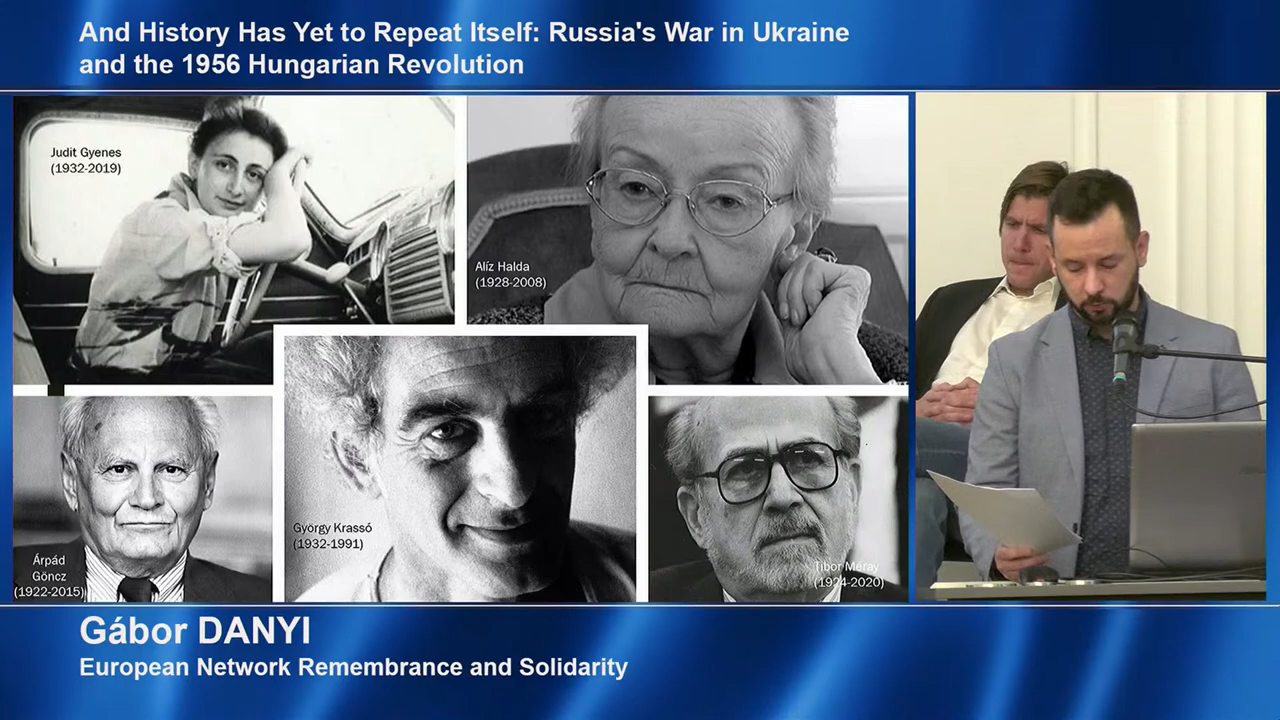 And History Has Yet to Repeat Itself: Russia's War in Ukraine
and the 1956 Hungarian Revolution
Judit Gyenes
(1932-2019)
Alíz Halda
(1928-2008)
György Krassó
(1932-1991)
Árpád
Göncz
(1922-2015)
Tibor Méray
(1924-2020)
Gábor DANYI
European Network Remembrance and Solidarity